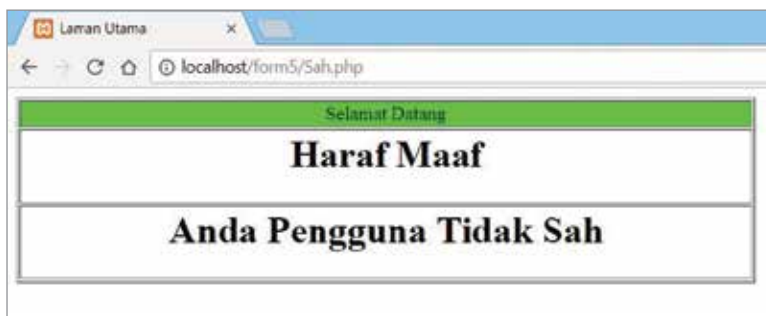 Laman Utama
localhost/form5/Sah.php
Selamat Datang
Haraf Maaf
Anda Pengguna Tidak Sah